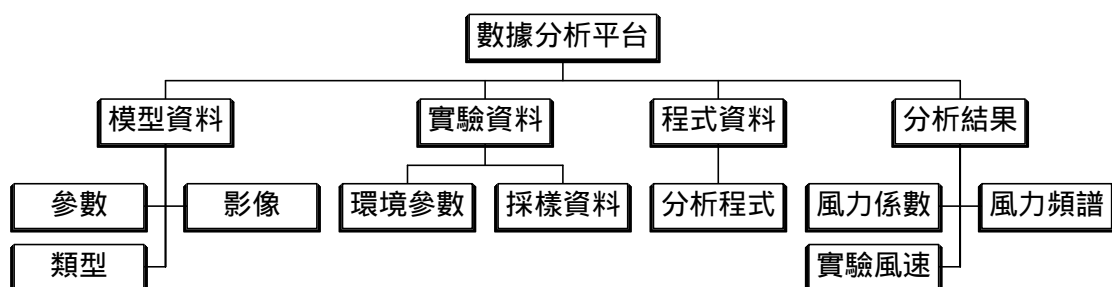 數據分析平台
模型資料
實驗資料
程式資料
分析結果
參數
影像
環境參數
採樣資料
分析程式
風力係數
風力頻譜
類型
實驗風速